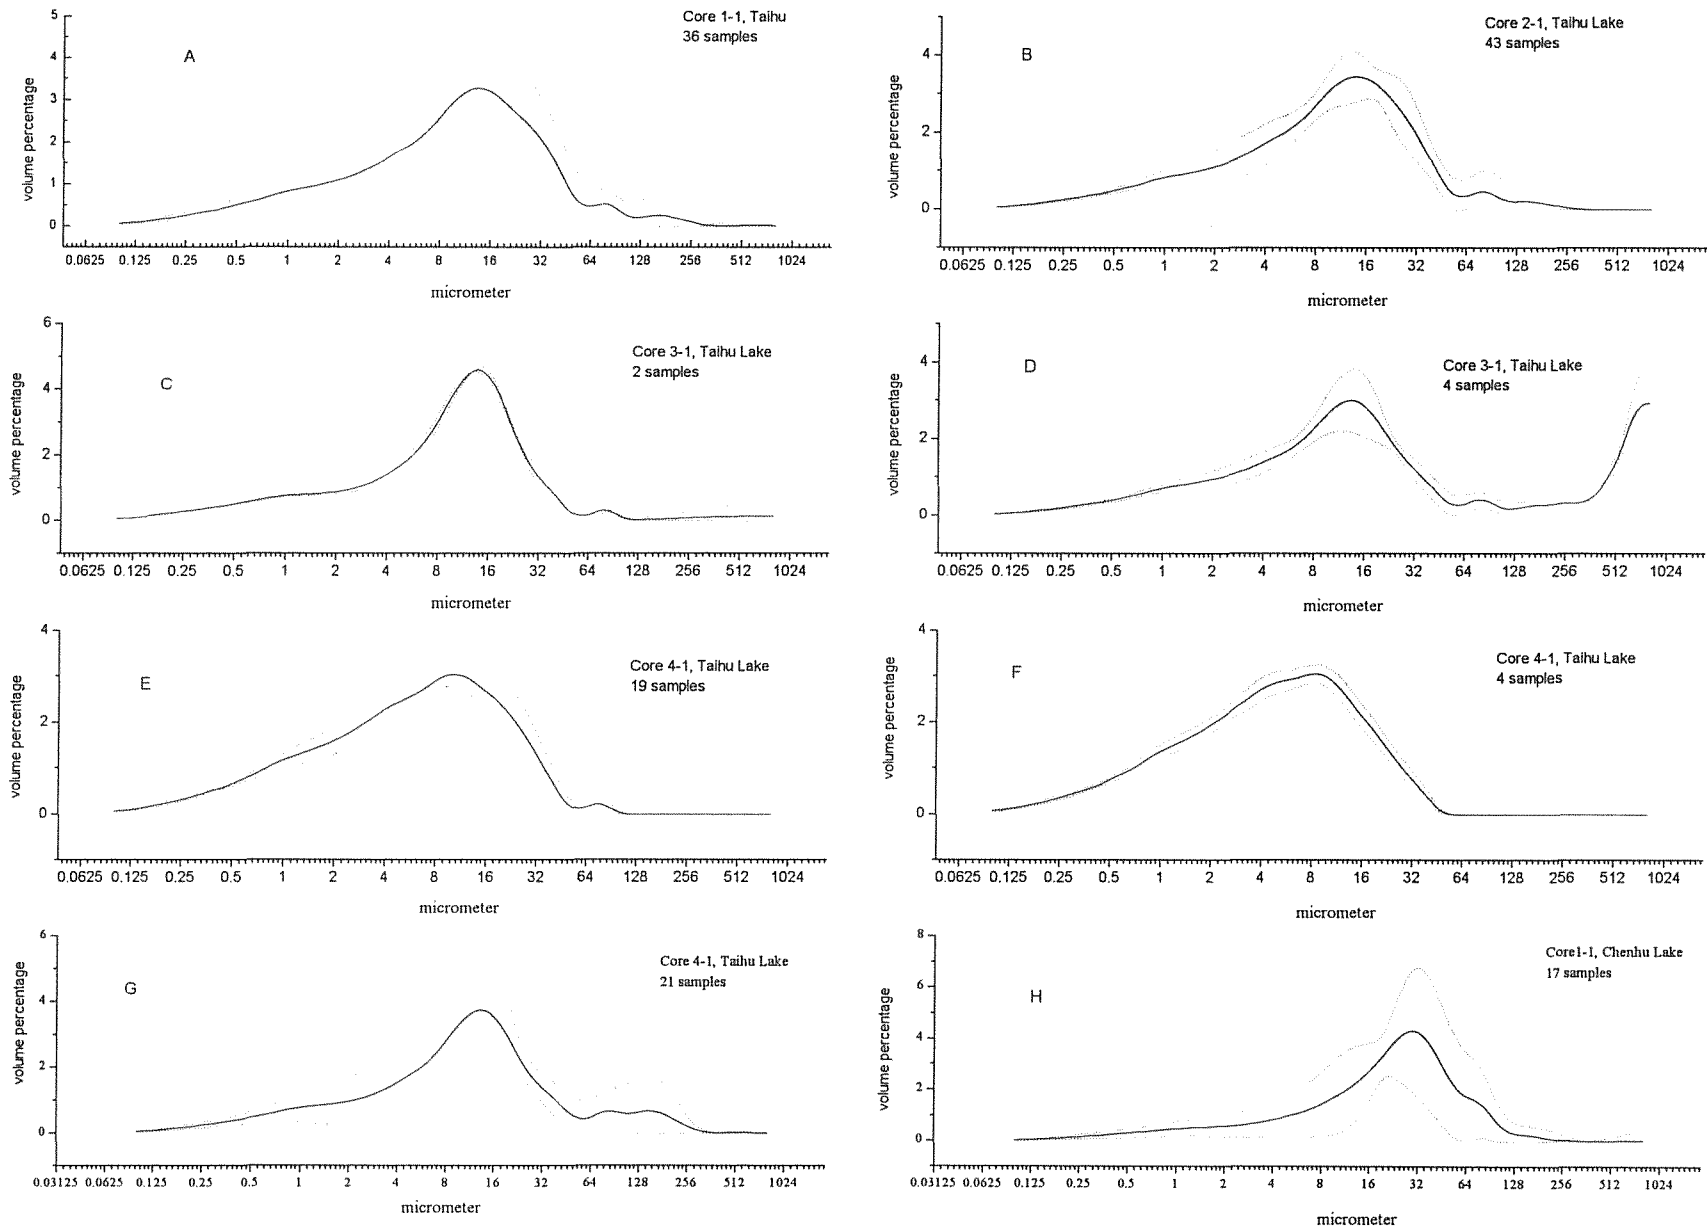 Core 1-1, Taihu
36 samples
A
volume percentage
5
4
3
2
1
0
0.0625 0.125 0.25 0.5 1 2 4 8 16 32 64 128 256 512 1024
micrometer
Core 2-1, Taihu Lake
43 samples
B
volume percentage
4
2
0
0.0625 0.125 0.25 0.5 1 2 4 8 16 32 64 128 256 512 1024
micrometer
Core 3-1, Taihu Lake
2 samples
C
volume percentage
6
4
2
0
0.0625 0.125 0.25 0.5 1 2 4 8 16 32 64 128 256 512 1024
micrometer
Core 3-1, Taihu Lake
4 samples
D
volume percentage
4
2
0
0.0625 0.125 0.25 0.5 1 2 4 8 16 32 64 128 256 512 1024
micrometer
Core 4-1, Taihu Lake
19 samples
E
volume percentage
4
2
0
0.0625 0.125 0.25 0.5 1 2 4 8 16 32 64 128 256 512 1024
micrometer
Core 4-1, Taihu Lake
4 samples
F
volume percentage
4
2
0
0.0625 0.125 0.25 0.5 1 2 4 8 16 32 64 128 256 512 1024
micrometer
Core 4-1, Taihu Lake
21 samples
G
volume percentage
6
4
2
0
0.03125 0.0625 0.125 0.25 0.5 1 2 4 8 16 32 64 128 256 512 1024
micrometer
Core1-1, Chenhu Lake
17 samples
H
volume percentage
8
6
4
2
0
0.03125 0.0625 0.125 0.25 0.5 1 2 4 8 16 32 64 128 256 512 1024
micrometer